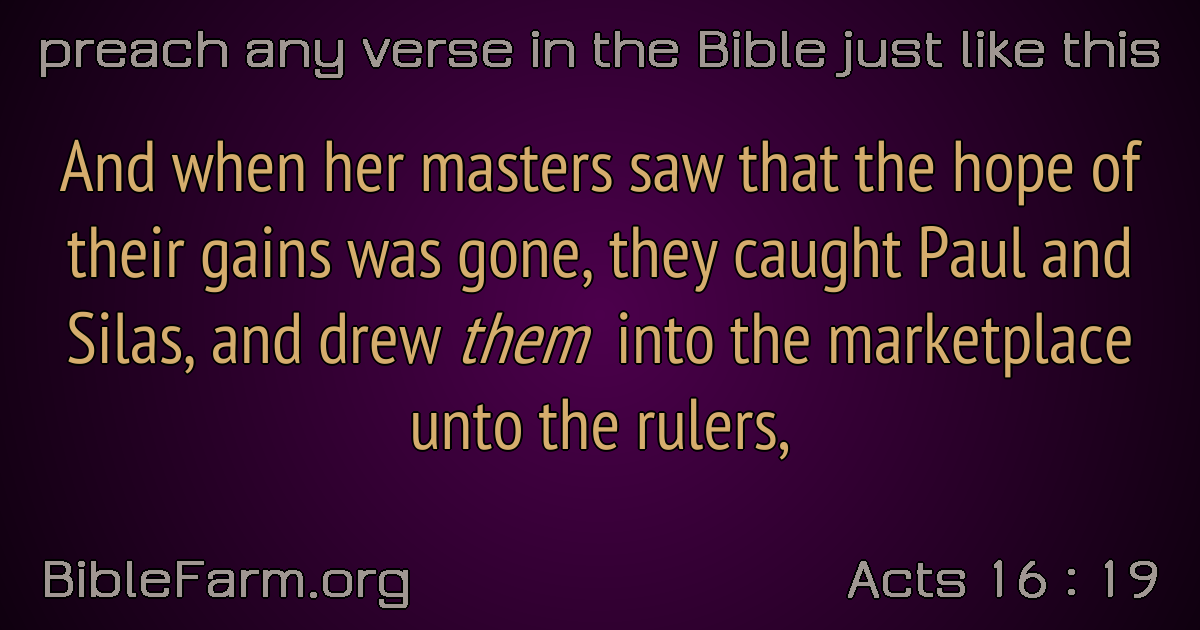 preach any verse in the Bible just like this
And when her masters saw that the hope of
their gains was gone, they caught Paul and
Silas, and drew them into the marketplace
unto the rulers,
BibleFarm.org
Acts 16 : 19